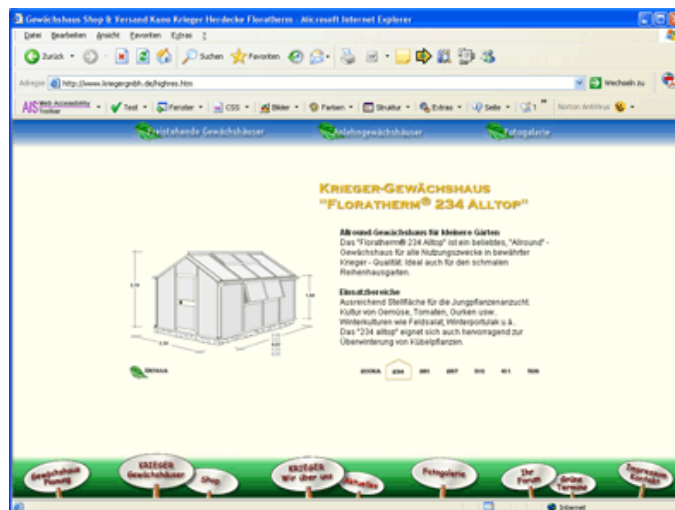 Gewächshaus Shop & Versand Kuno Krieger Herdecke Floratherm - Microsoft Internet Explorer
Datei Bearbeiten Ansicht Favoriten Extras ?
Zurück Suchen Favoriten
Adresse http://www.kriegergmbh.de/highres.htm Wechseln zu
AIS Web Accessibility Toolbar Test Fenster CSS Bilder Farben Struktur Extras Seite Norton AntiVirus
Freistehende Gewächshäuser Anlehngewächshäuser Fotogalerie
KRIEGER-GEWÄCHSHAUS
"FLORATHERM® 234 ALLTOP"
Allround-Gewächshaus für kleinere Gärten
Das "Floratherm® 234 Alltop" ist ein beliebtes, "Allround" -
Gewächshaus für alle Nutzungszwecke in bewährter
Krieger - Qualität. Ideal auch für den schmalen
Reihenhausgarten.
Einsatzbereiche
Ausreichend Stellfläche für die Jungpflanzenanzucht.
Kultur von Gemüse, Tomaten, Gurken usw.
Winterkulturen wie Feldsalat, Winterportulak u.ä.
Das "234 alltop" eignet sich auch hervorragend zur
Überwinterung von Kübelpflanzen.
DETAILS
234
Gewächshaus Planung
KRIEGER Gewächshäuser
Shop
KRIEGER Wir über uns
Aktuelles
Fotogalerie
Ihr Forum
Grüne Termine
Impressum Kontakt
Internet